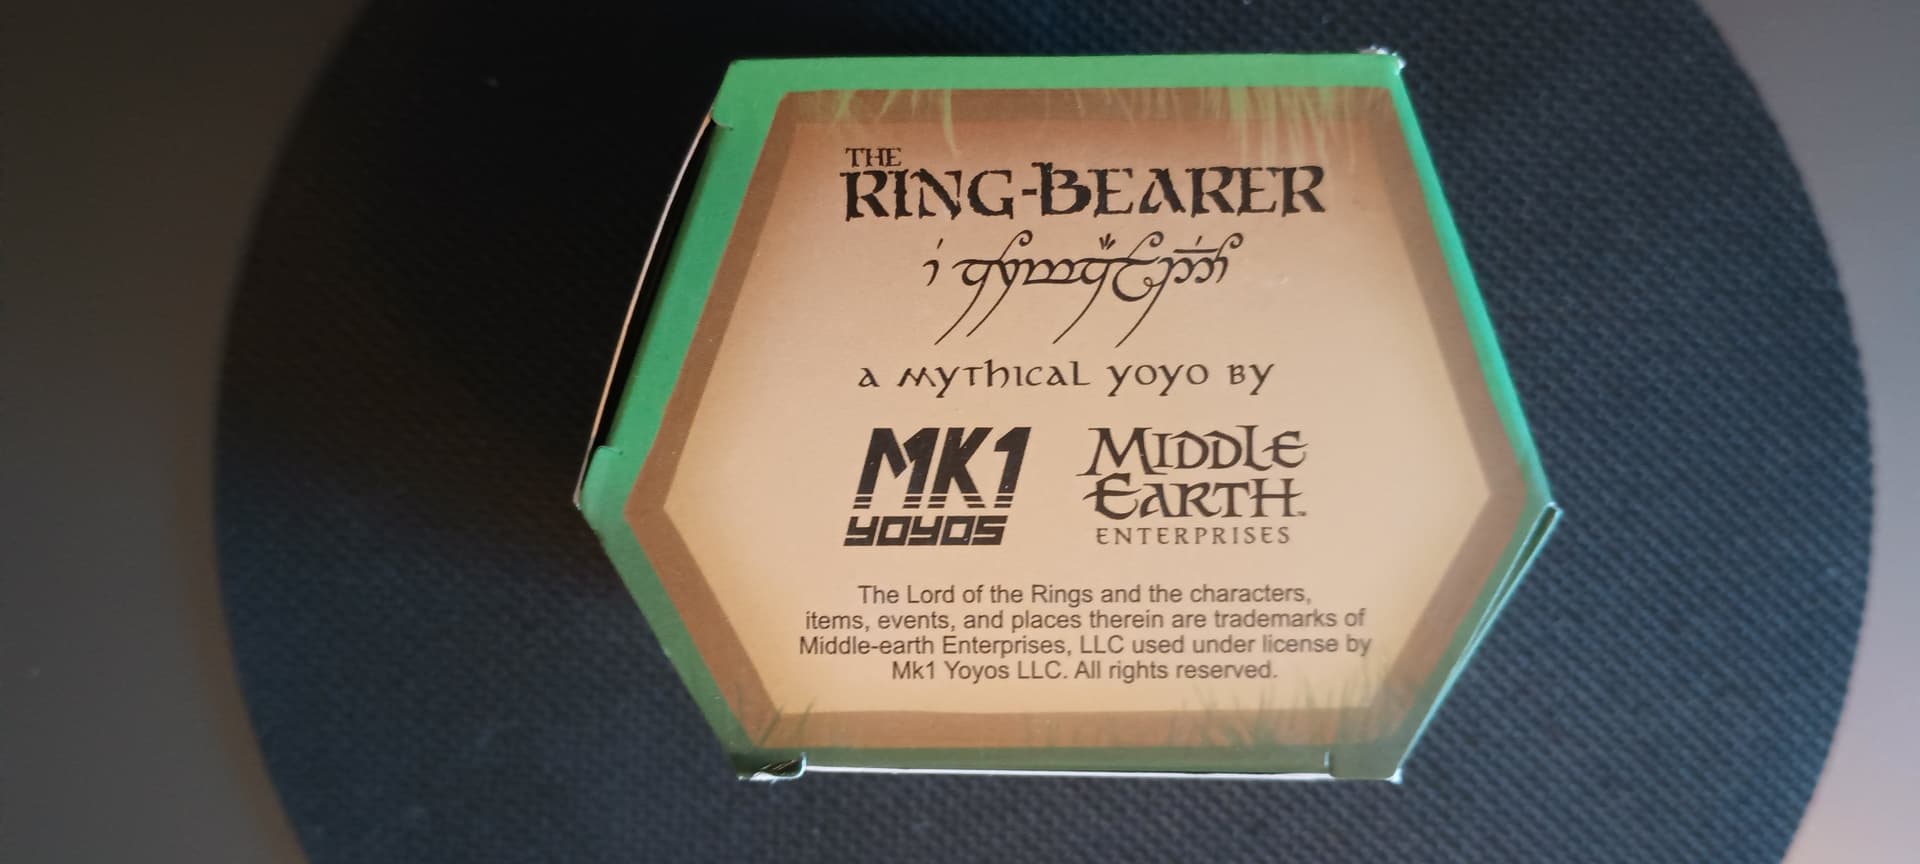 THE
RING-BEARER
a mythical yoyo by
MK1
YOYOS
MIDDLE
EARTH™
ENTERPRISES
The Lord of the Rings and the characters,
items, events, and places therein are trademarks of
Middle-earth Enterprises, LLC used under license by
Mk1 Yoyos LLC. All rights reserved.